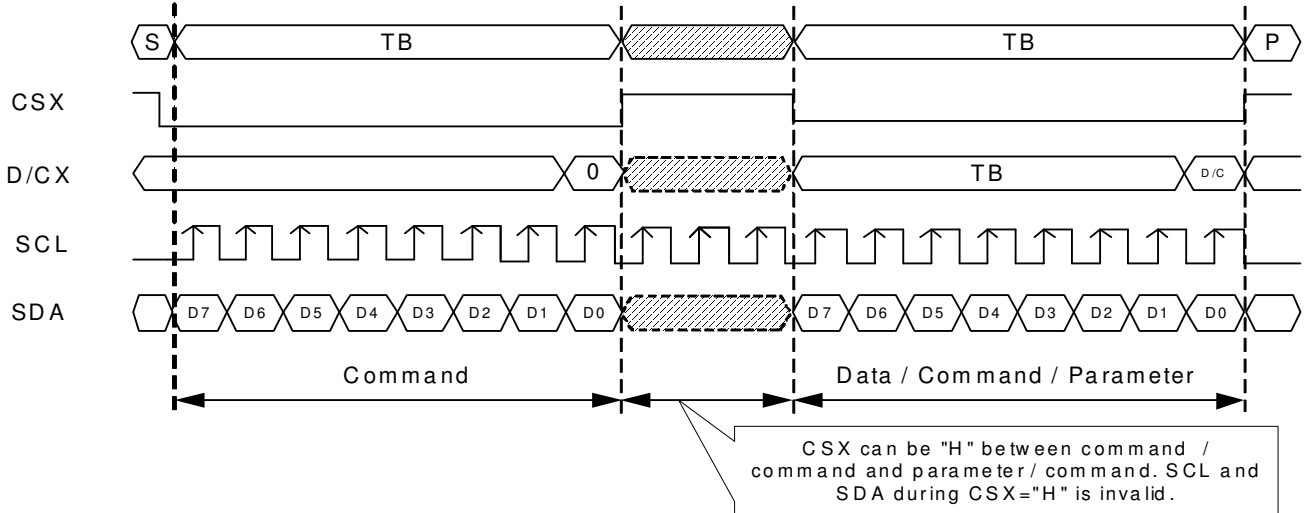 S TB TB P
CSX
D/CX 0 TB D/C
SCL
SDA D7 D6 D5 D4 D3 D2 D1 D0 D7 D6 D5 D4 D3 D2 D1 D0
Command Data / Command / Parameter
CSX can be "H" between command /
command and parameter / command. SCL and
SDA during CSX="H" is invalid.